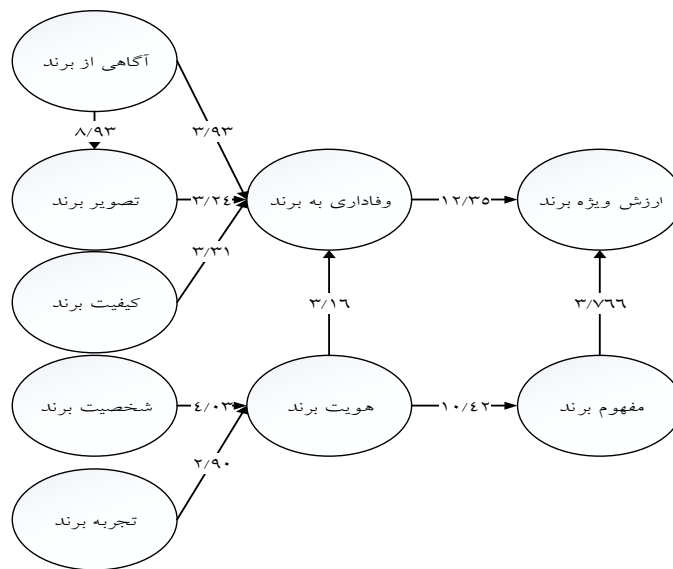 آگاهی از برند
۸/۹۳
۳/۹۳
ارزش ویژه برند
۱۲/۳۵
وفاداری به برند
۳/۲۴
تصویر برند
۳/۳۱
کیفیت برند
۳/۱۶
۳/۷۶۶
مفهوم برند
۱۰/٤۲
هویت برند
٤/۰۳
شخصیت برند
۲/۹۰
تجربه برند